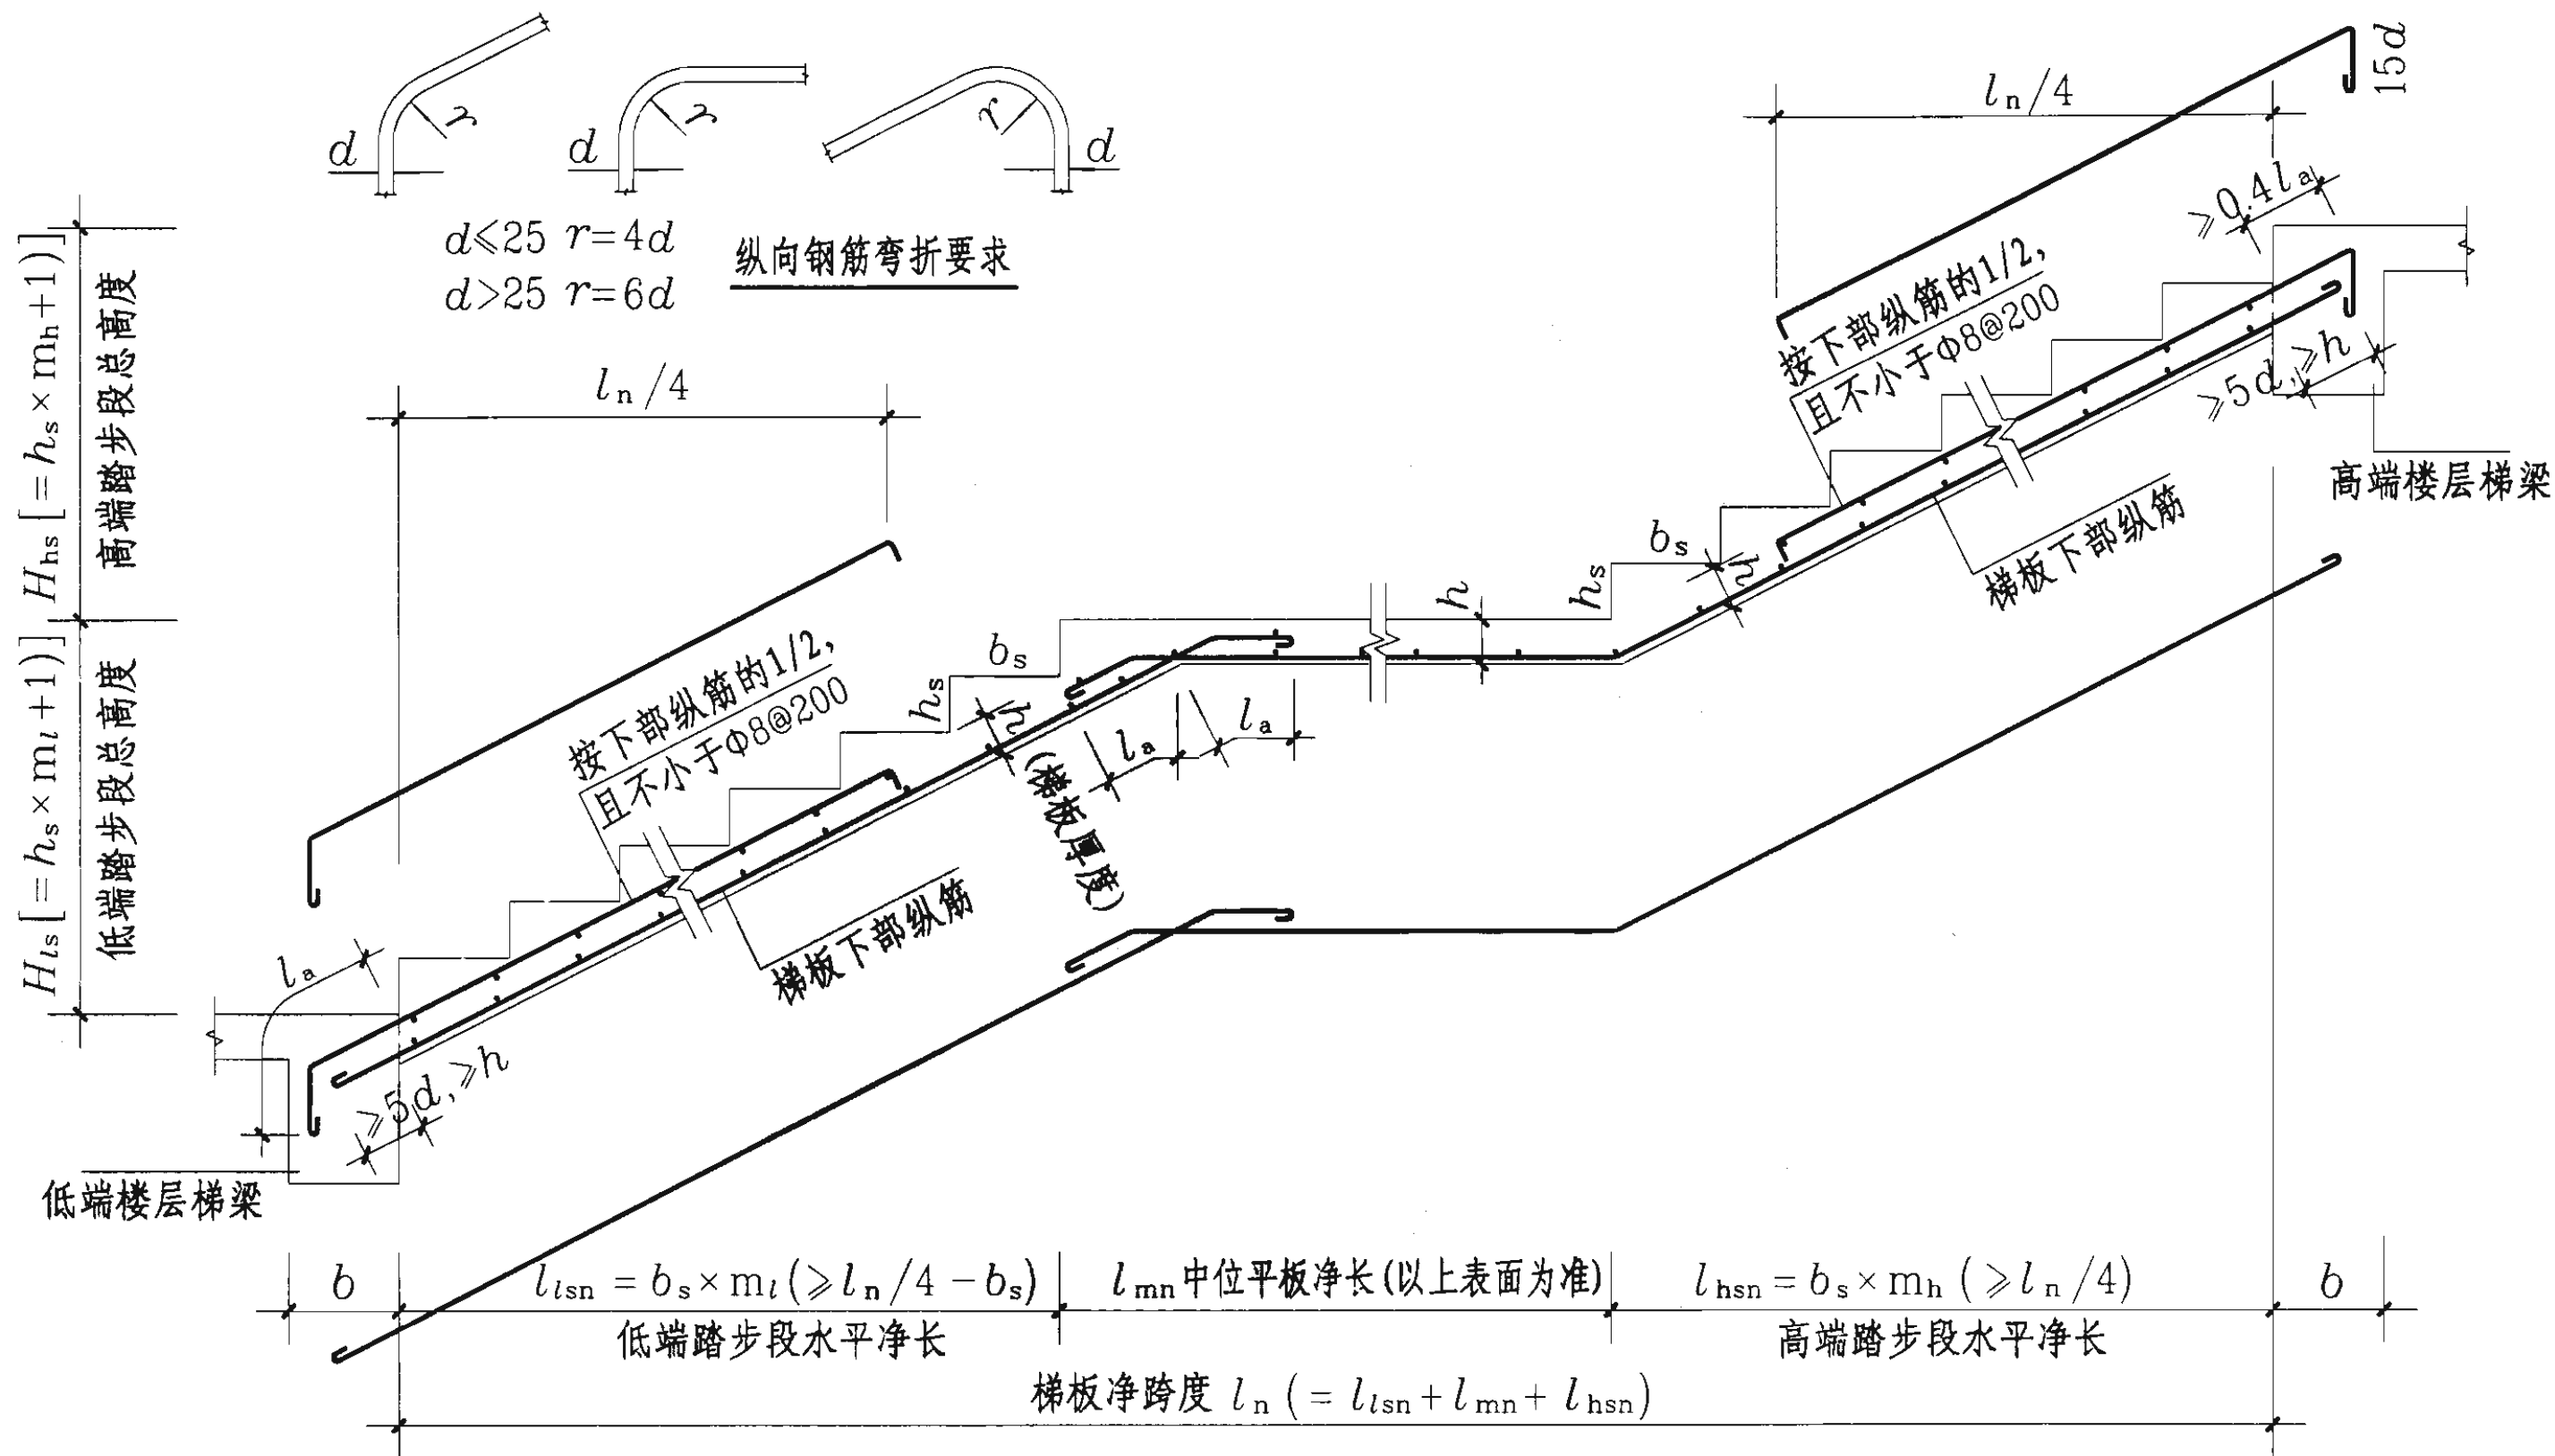 d
r
d
r
r
d
d≤25 r=4d
d>25 r=6d
纵向钢筋弯折要求
15d
ln/4
≥0.4la
按下部纵筋的1/2,
且不小于Φ8@200
≥5d,≥h
高端楼层梯梁
梯板下部纵筋
Hhs[=hs×(mh+1)]
高端踏步段总高度
Hls[=hs×(ml+1)]
低端踏步段总高度
ln/4
bs
hs
h
h
bs
hs
h
(梯板厚度)
la
la
按下部纵筋的1/2,
且不小于Φ8@200
梯板下部纵筋
la
≥5d,≥h
低端楼层梯梁
b
llsn=bs×ml(≥ln/4-bs)
低端踏步段水平净长
lmn中位平板净长(以上表面为准)
lhsn=bs×mh(≥ln/4)
高端踏步段水平净长
b
梯板净跨度 ln(=llsn+lmn+lhsn)